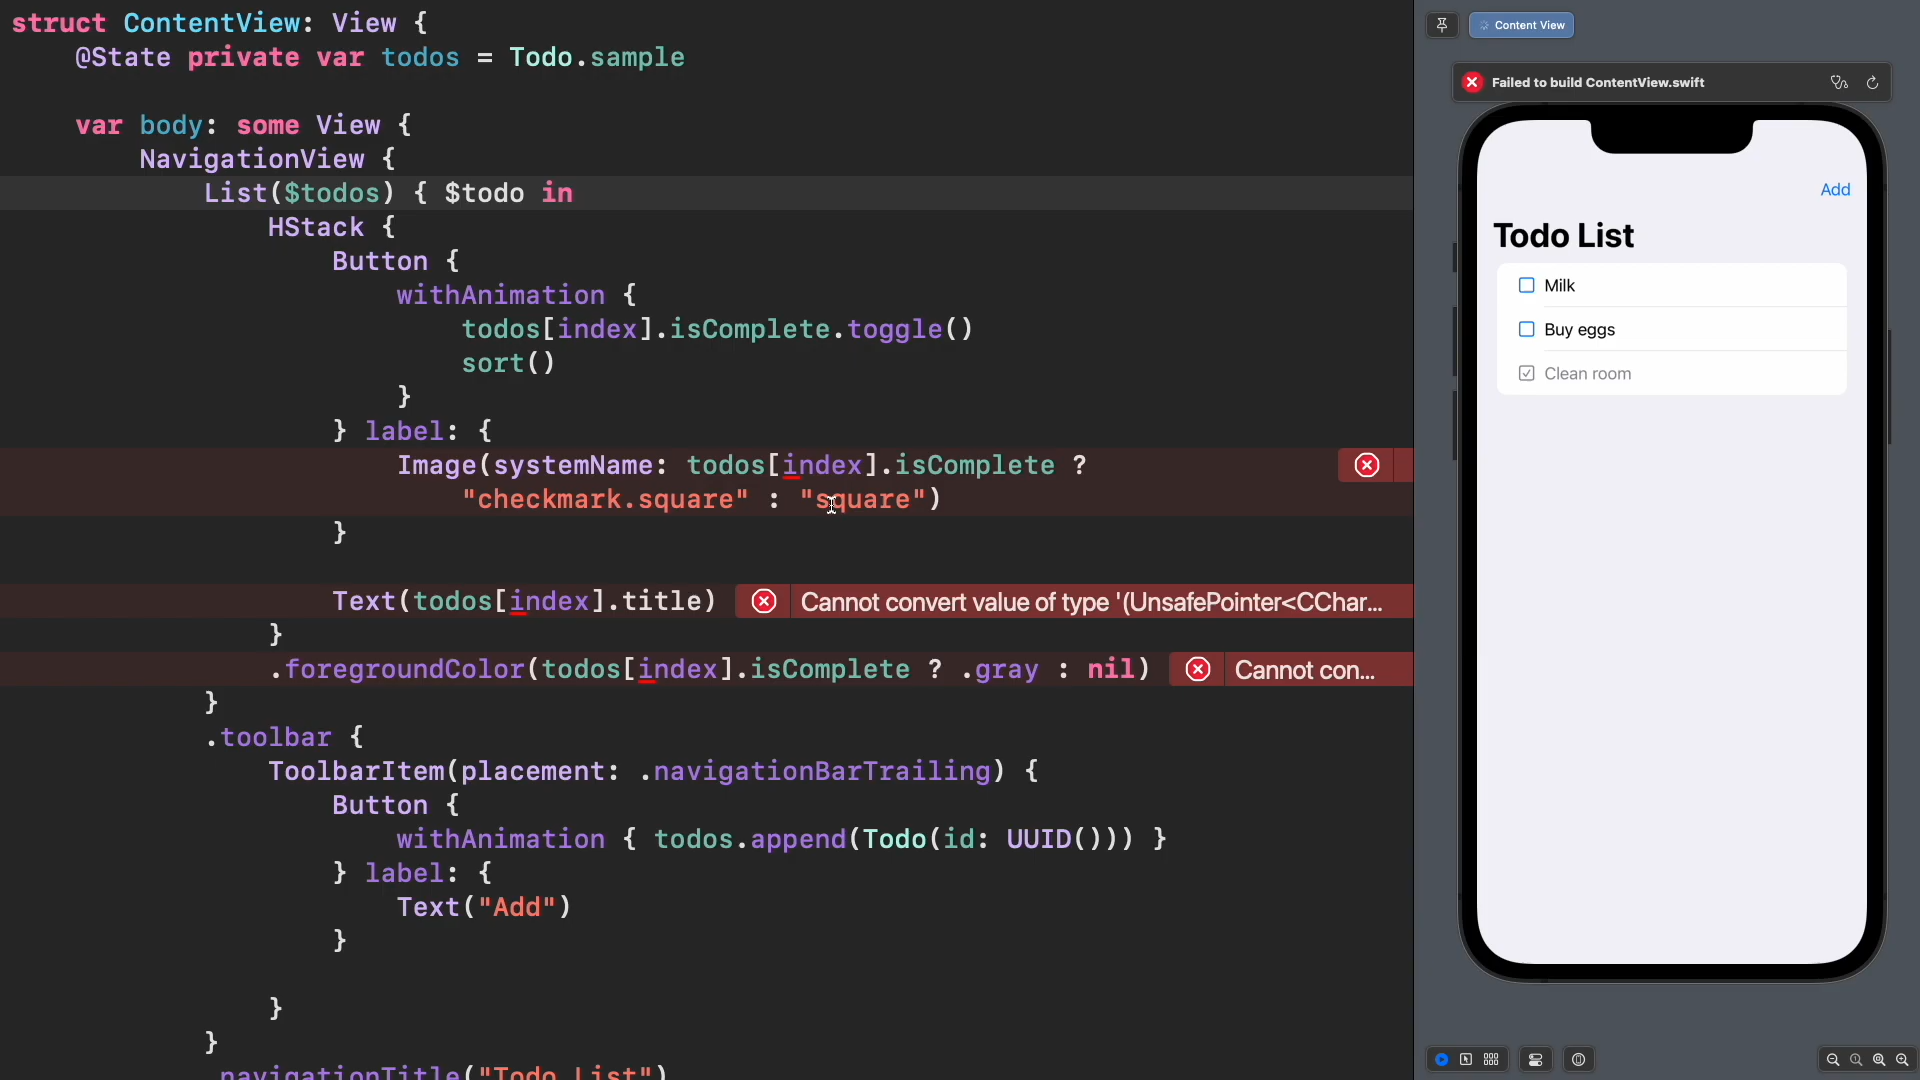 struct ContentView: View {
@State private var todos = Todo.sample
var body: some View {
NavigationView {
List($todos) { $todo in
HStack {
Button {
withAnimation {
todos[index].isComplete.toggle()
sort()
}
} label: {
Image(systemName: todos[index].isComplete ?
"checkmark.square" : "square")
}
Text(todos[index].title) Cannot convert value of type '(UnsafePointer<CChar...
}
.foregroundColor(todos[index].isComplete ? .gray : nil) Cannot con...
}
.toolbar {
ToolbarItem(placement: .navigationBarTrailing) {
Button {
withAnimation { todos.append(Todo(id: UUID())) }
} label: {
Text("Add")
}
}
}
.navigationTitle("Todo List")
Content View
Failed to build ContentView.swift
Add
Todo List
Milk
Buy eggs
Clean room